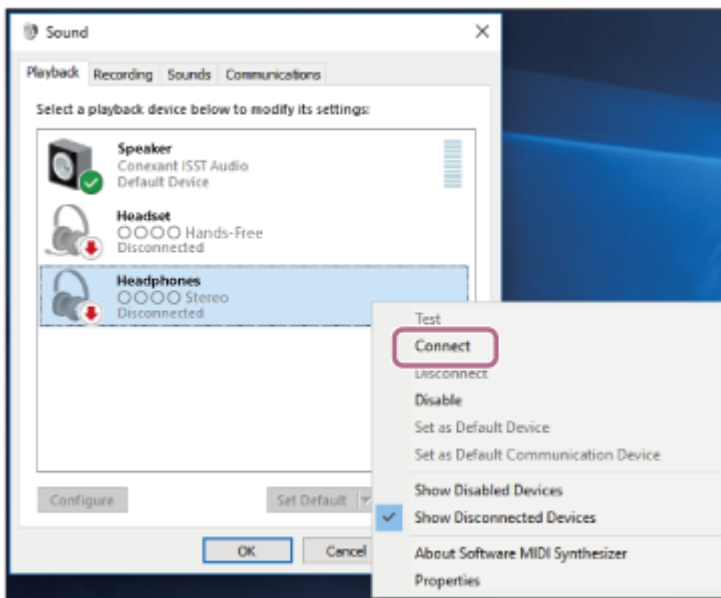 Sound
Playback Recording Sounds Communications
Select a playback device below to modify its settings:
Speaker
Conexant ISST Audio
Default Device
Headset
○○○○ Hands-Free
Disconnected
Headphones
○○○○ Stereo
Disconnected
Test
Connect
Disconnect
Disable
Set as Default Device
Set as Default Communication Device
Show Disabled Devices
Show Disconnected Devices
About Software MIDI Synthesizer
Properties
Configure
Set Default
OK
Cancel